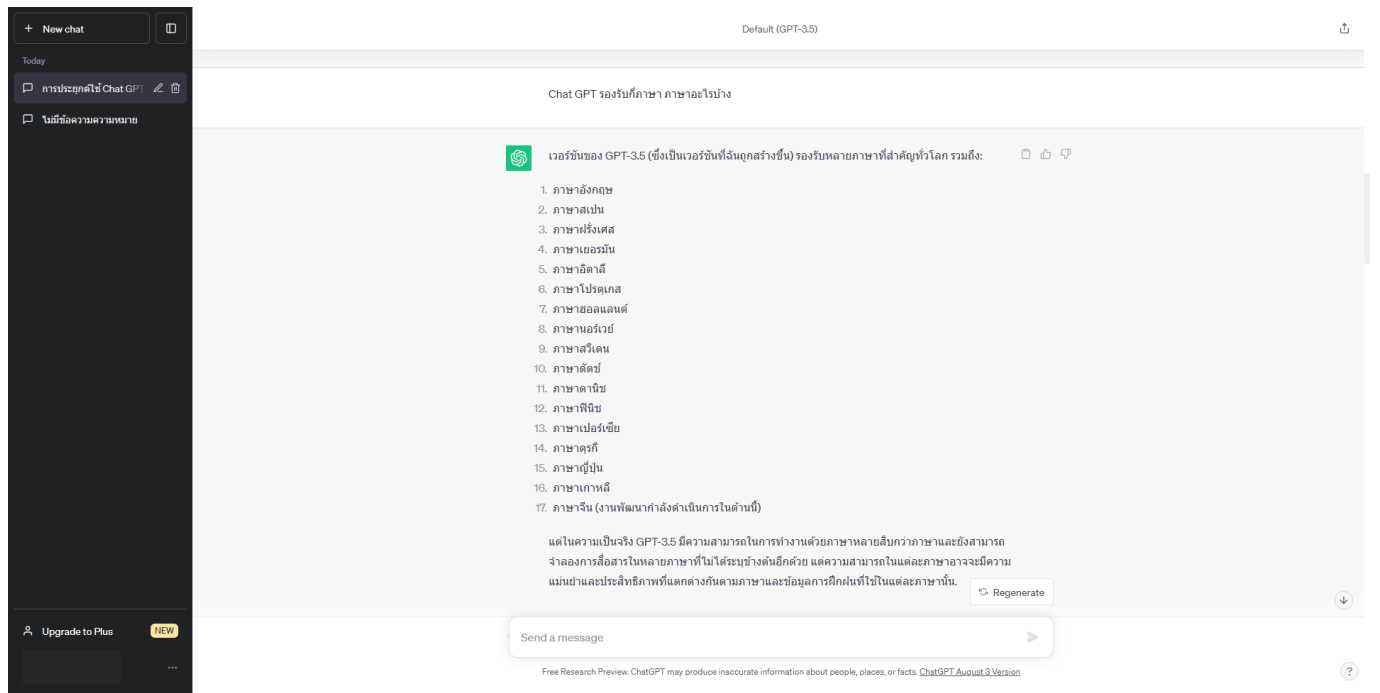 New chat
Today
การประยุกต์ใช้ Chat GPT
ไม่มีข้อความความหมาย
Upgrade to Plus
NEW
Default (GPT-3.5)
Chat GPT รองรับกี่ภาษา ภาษาอะไรบ้าง
เวอร์ชันของ GPT-3.5 (ซึ่งเป็นเวอร์ชันที่ฉันถูกสร้างขึ้น) รองรับหลายภาษาที่สำคัญทั่วโลก รวมถึง:
1. ภาษาอังกฤษ
2. ภาษาสเปน
3. ภาษาฝรั่งเศส
4. ภาษาเยอรมัน
5. ภาษาอิตาลี
6. ภาษาโปรตุเกส
7. ภาษาฮอลแลนด์
8. ภาษานอร์เวย์
9. ภาษาสวีเดน
10. ภาษาดัตช์
11. ภาษาดานิช
12. ภาษาฟินิช
13. ภาษาเปอร์เซีย
14. ภาษาตุรกี
15. ภาษาญี่ปุ่น
16. ภาษาเกาหลี
17. ภาษาจีน (งานพัฒนากำลังดำเนินการในด้านนี้)
แต่ในความเป็นจริง GPT-3.5 มีความสามารถในการทำงานด้วยภาษาหลายสิบกว่าภาษาและยังสามารถ
จำลองการสื่อสารในหลายภาษาที่ไม่ได้ระบุข้างต้นอีกด้วย แต่ความสามารถในแต่ละภาษาอาจจะมีความ
แม่นยำและประสิทธิภาพที่แตกต่างกันตามภาษาและข้อมูลการฝึกฝนที่ใช้ในแต่ละภาษานั้น.
Regenerate
Send a message
Free Research Preview. ChatGPT may produce inaccurate information about people, places, or facts. ChatGPT August 3 Version
?